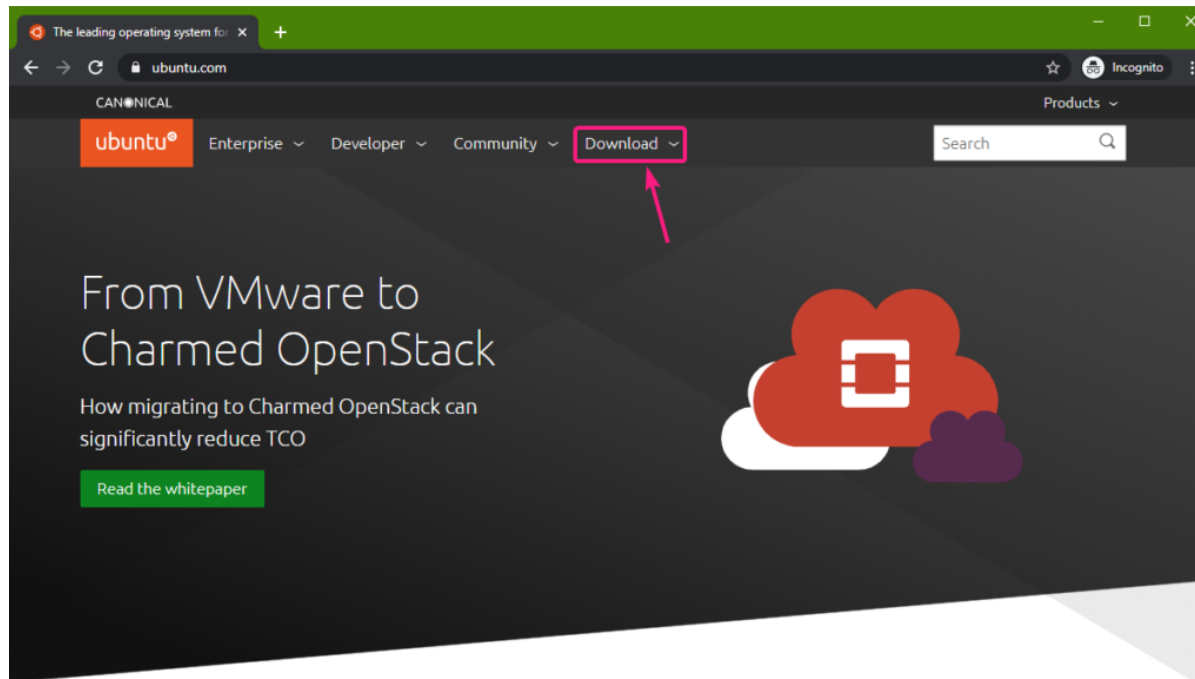 The leading operating system for
ubuntu.com
Incognito
CANONICAL
Products
ubuntu
Enterprise
Developer
Community
Download
Search
From VMware to
Charmed OpenStack
How migrating to Charmed OpenStack can
significantly reduce TCO
Read the whitepaper